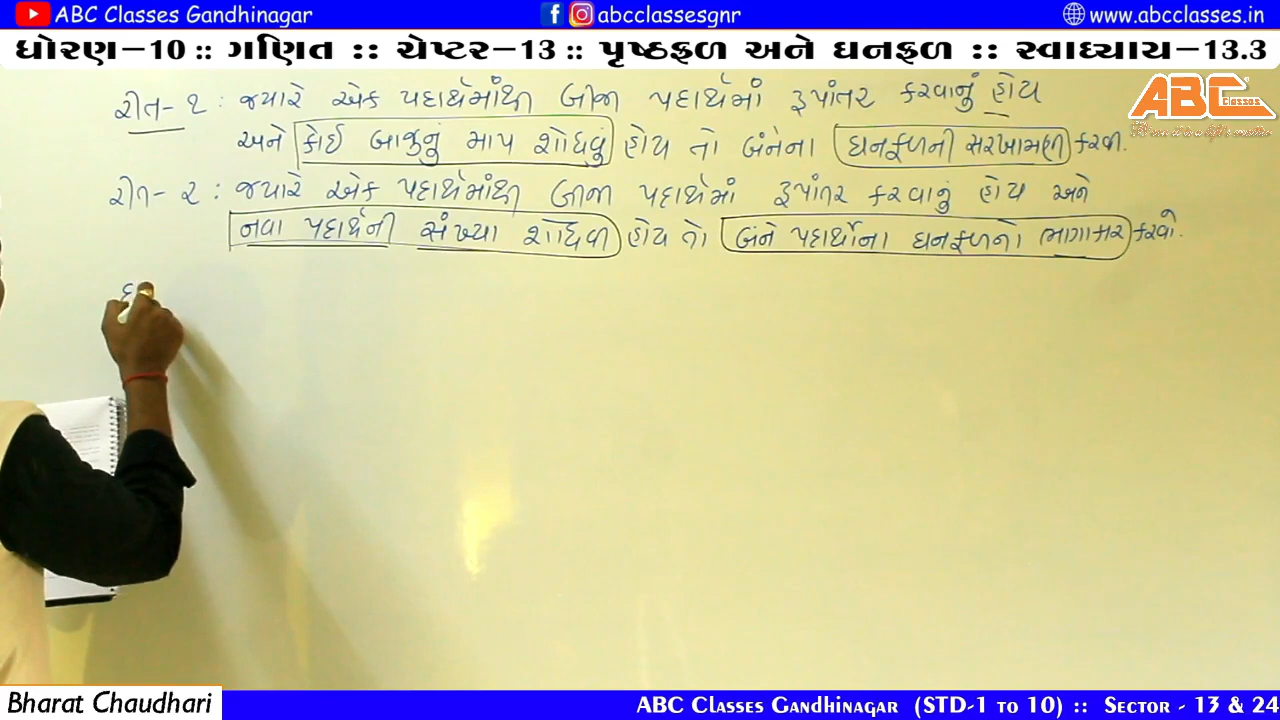 ABC Classes Gandhinagar abcclassesgnr www.abcclasses.in
ધોરણ-10 :: ગણિત :: ચેપ્ટર-13 :: પૃષ્ઠફળ અને ઘનફળ :: સ્વાધ્યાય-13.3
ABC Classes
રીત-૧ : જ્યારે એક પદાર્થમાંથી બીજા પદાર્થમાં રૂપાંતર કરવાનું હોય
અને કોઈ બાજુનું માપ શોધવું હોય તો બંનેના ઘનફળની સરખામણી કરવી.
રીત-૨ : જ્યારે એક પદાર્થમાંથી બીજા પદાર્થમાં રૂપાંતર કરવાનું હોય અને
નવા પદાર્થની સંખ્યા શોધવી હોય તો બંને પદાર્થોના ઘનફળનો ભાગાકાર કરવો.
Bharat Chaudhari
ABC Classes Gandhinagar (STD-1 to 10) :: Sector - 13 & 24